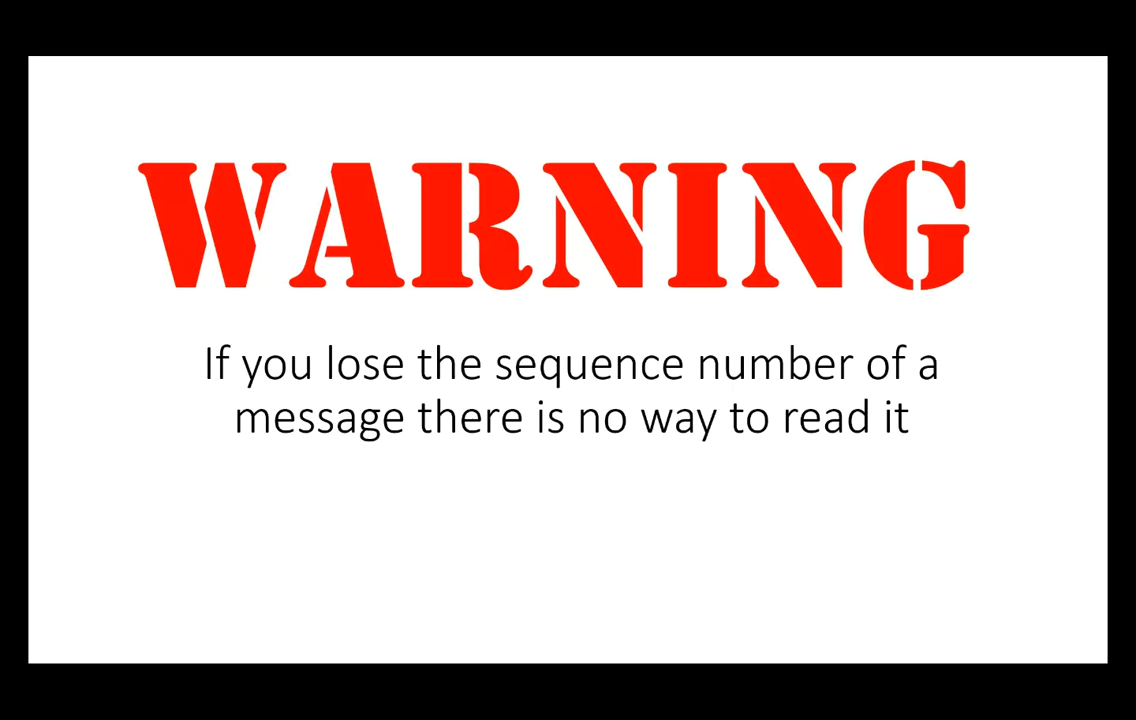 WARNING
If you lose the sequence number of a
message there is no way to read it